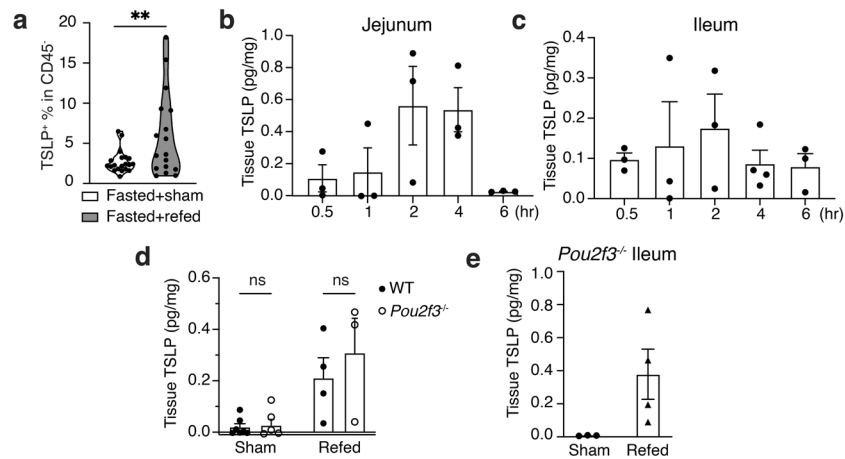 a
**
TSLP⁺ % in CD45⁻
20
15
10
5
0
Fasted+sham
Fasted+refed
b
Jejunum
Tissue TSLP (pg/mg)
1.0
0.8
0.6
0.4
0.2
0.0
0.5 1 2 4 6 (hr)
c
Ileum
Tissue TSLP (pg/mg)
0.4
0.3
0.2
0.1
0.0
0.5 1 2 4 6 (hr)
d
Tissue TSLP (pg/mg)
0.6
0.4
0.2
0.0
ns ns
WT
Pou2f3⁻/⁻
Sham Refed
e
Pou2f3⁻/⁻ Ileum
Tissue TSLP (pg/mg)
1.0
0.8
0.6
0.4
0.2
0.0
Sham Refed